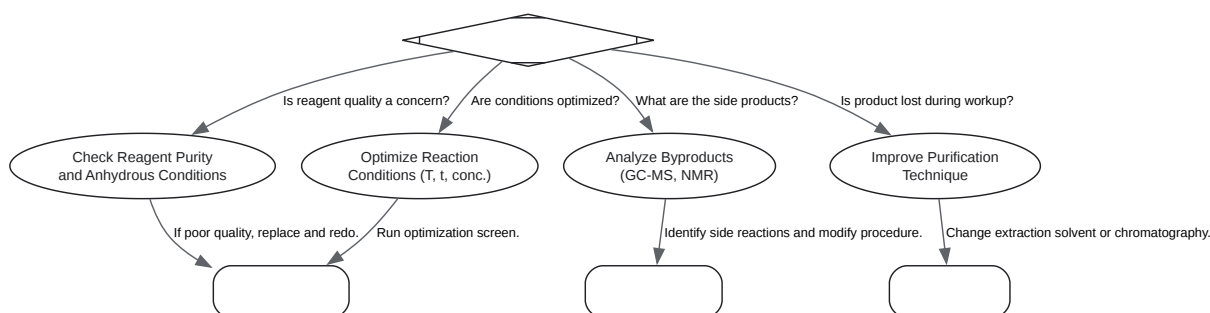 Is reagent quality a concern?
Are conditions optimized?
What are the side products?
Is product lost during workup?
Check Reagent Purity
and Anhydrous Conditions
Optimize Reaction
Conditions (T, t, conc.)
Analyze Byproducts
(GC-MS, NMR)
Improve Purification
Technique
If poor quality, replace and redo.
Run optimization screen.
Identify side reactions and modify procedure.
Change extraction solvent or chromatography.